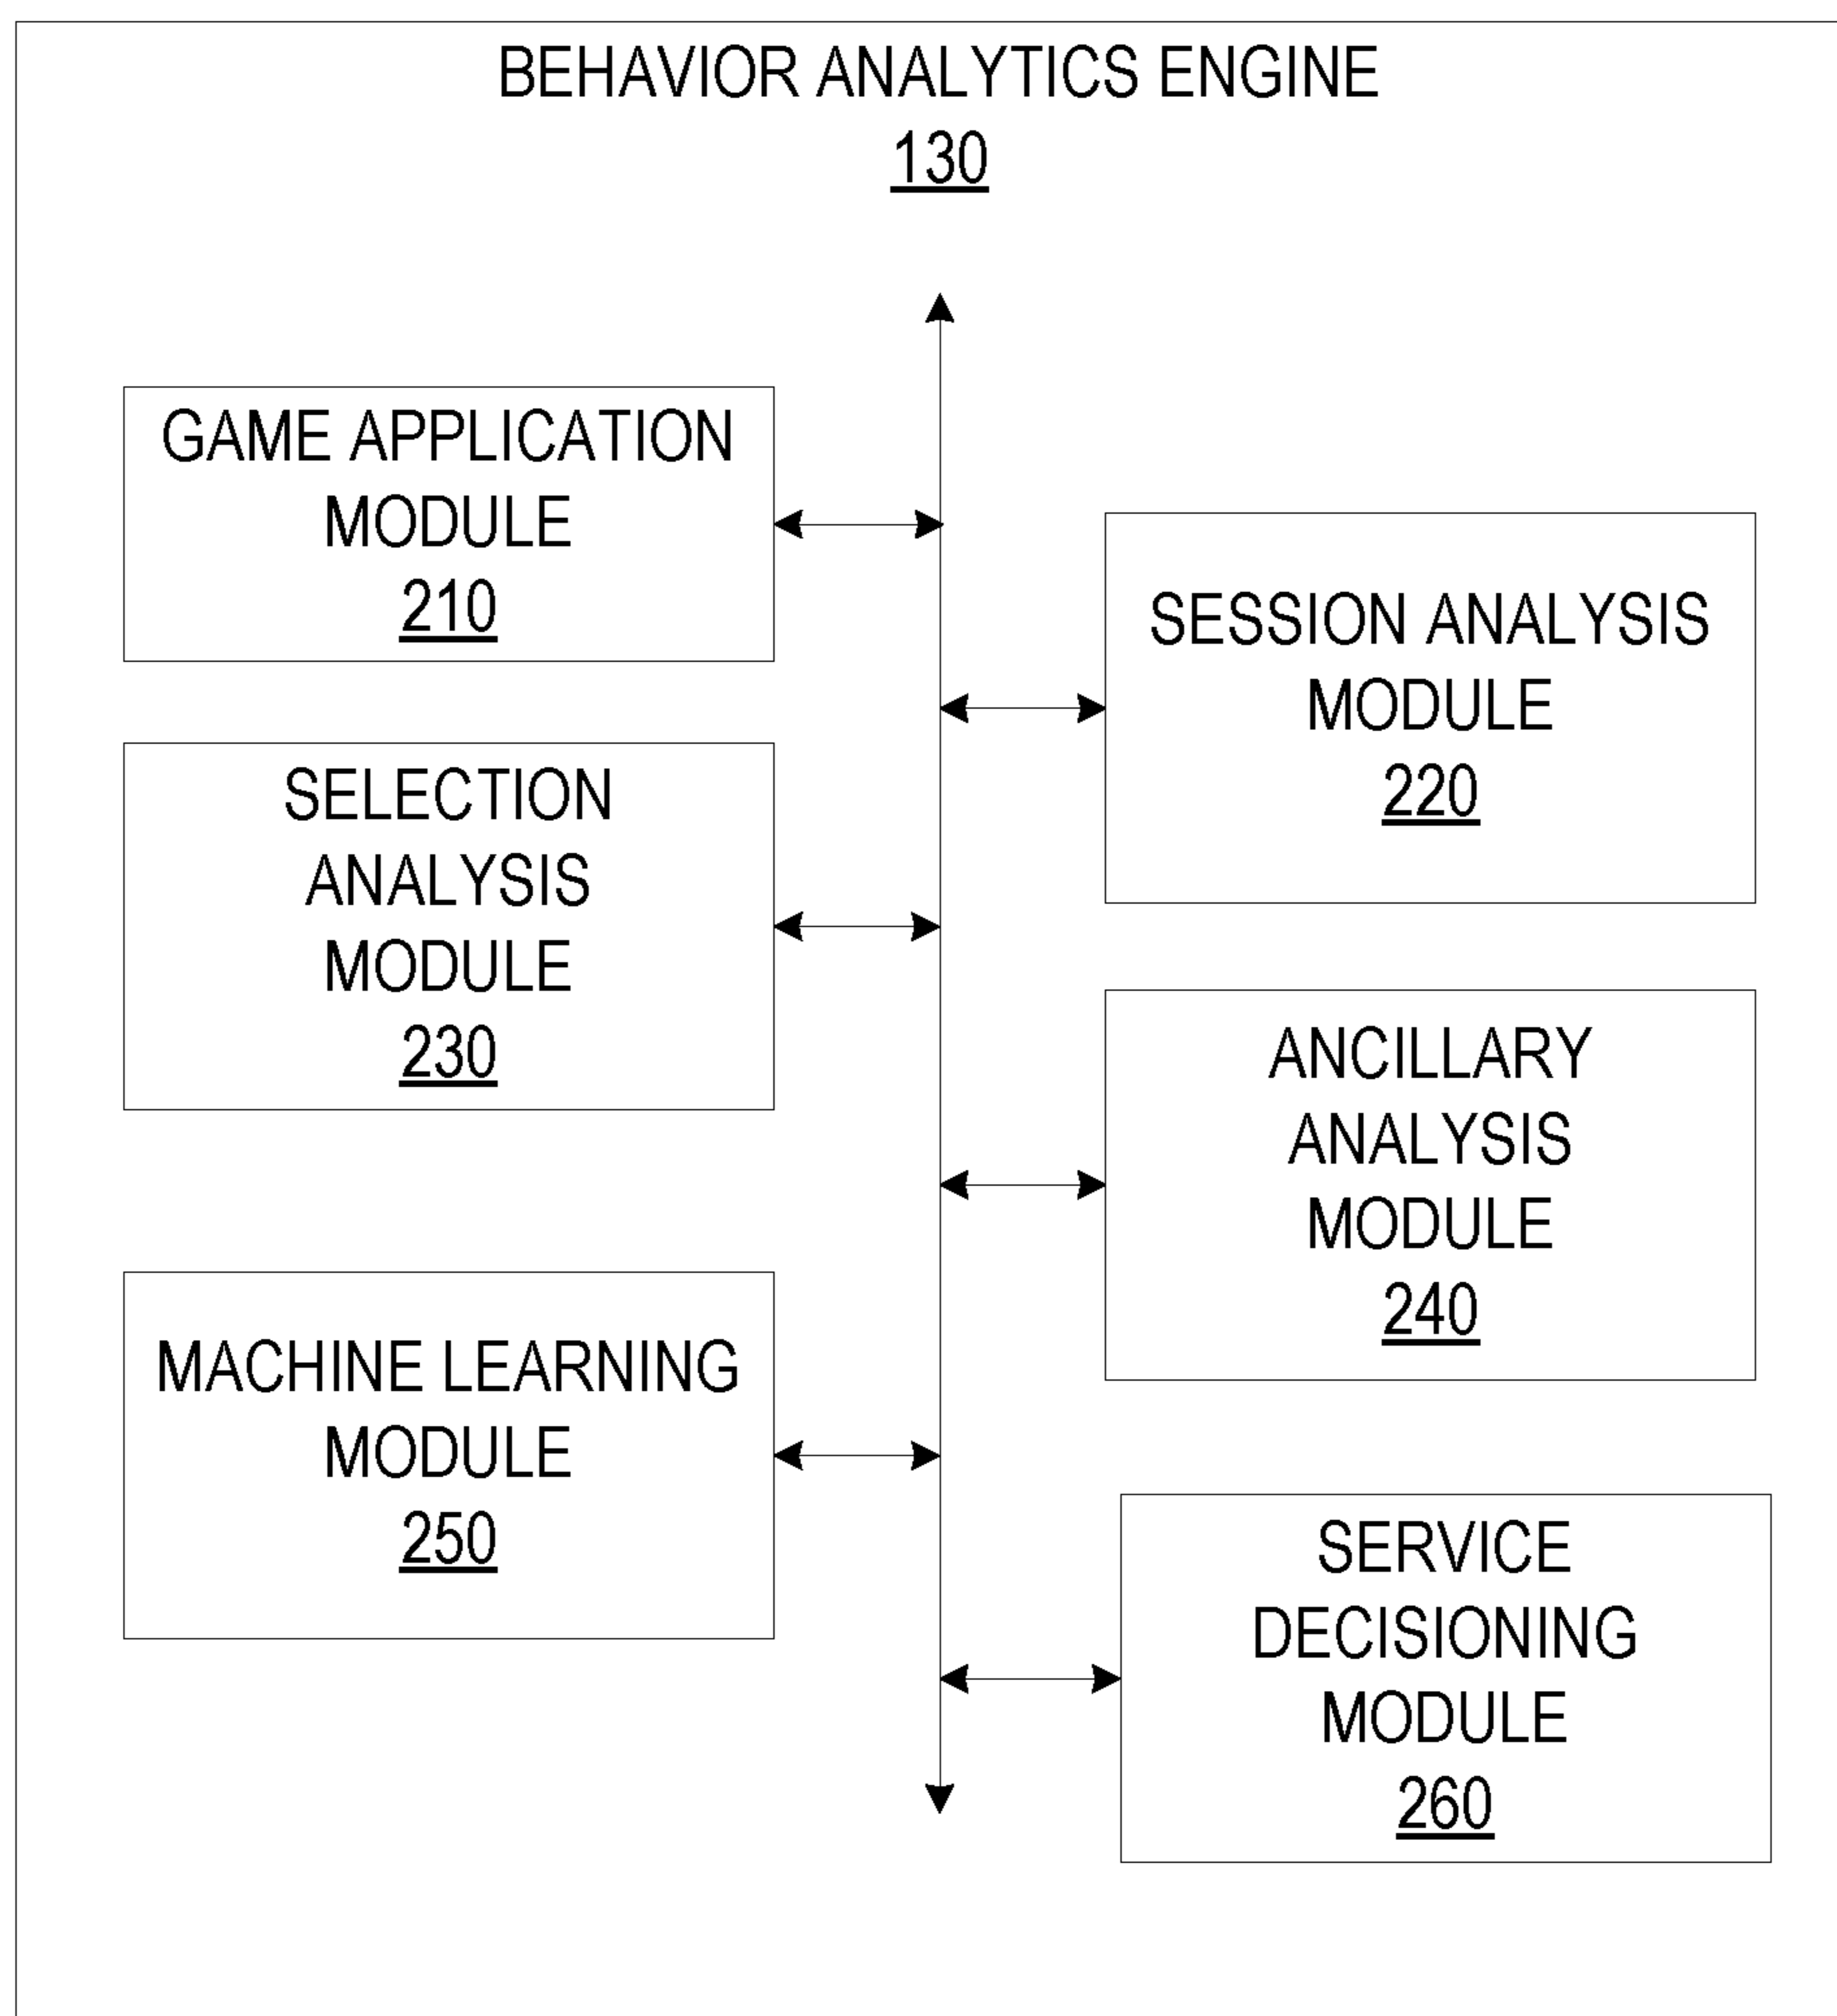 BEHAVIOR ANALYTICS ENGINE
130
GAME APPLICATION
MODULE
210
SESSION ANALYSIS
MODULE
220
SELECTION
ANALYSIS
MODULE
230
ANCILLARY
ANALYSIS
MODULE
240
MACHINE LEARNING
MODULE
250
SERVICE
DECISIONING
MODULE
260